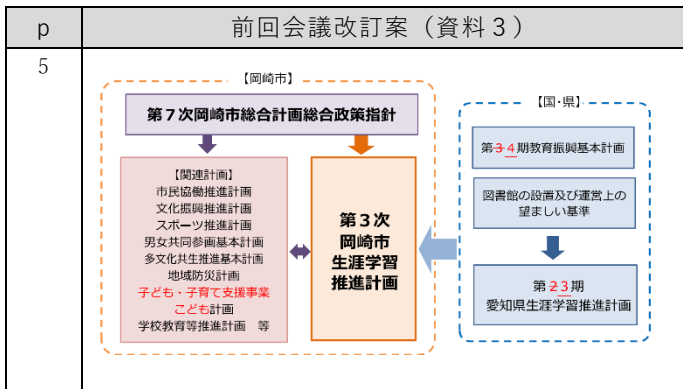 p
前回会議改訂案（資料３）
5
【岡崎市】
第７次岡崎市総合計画総合政策指針
【関連計画】
市民協働推進計画
文化振興推進計画
スポーツ推進計画
男女共同参画基本計画
多文化共生推進基本計画
地域防災計画
子ども・子育て支援事業
こども計画
学校教育等推進計画　等
第３次
岡崎市
生涯学習
推進計画
【国・県】
第３４期教育振興基本計画
図書館の設置及び運営上の
望ましい基準
第２３期
愛知県生涯学習推進計画